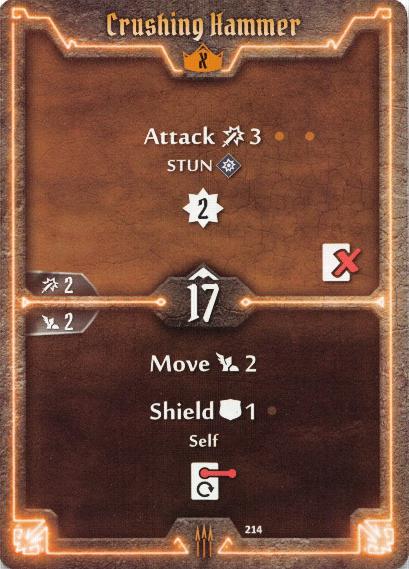 Crushing Hammer
X
Attack 3
STUN
2
2
17
2
Move 2
Shield 1
Self
214